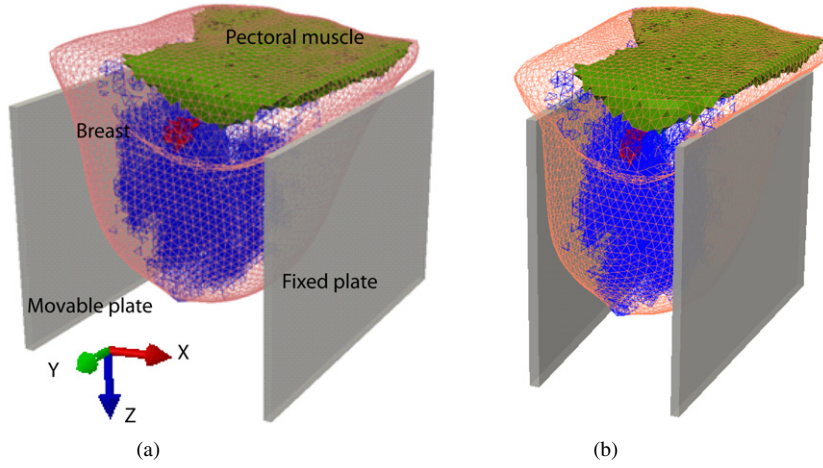 Pectoral muscle
Breast
Fixed plate
Movable plate
X
Y
Z
(a)
(b)